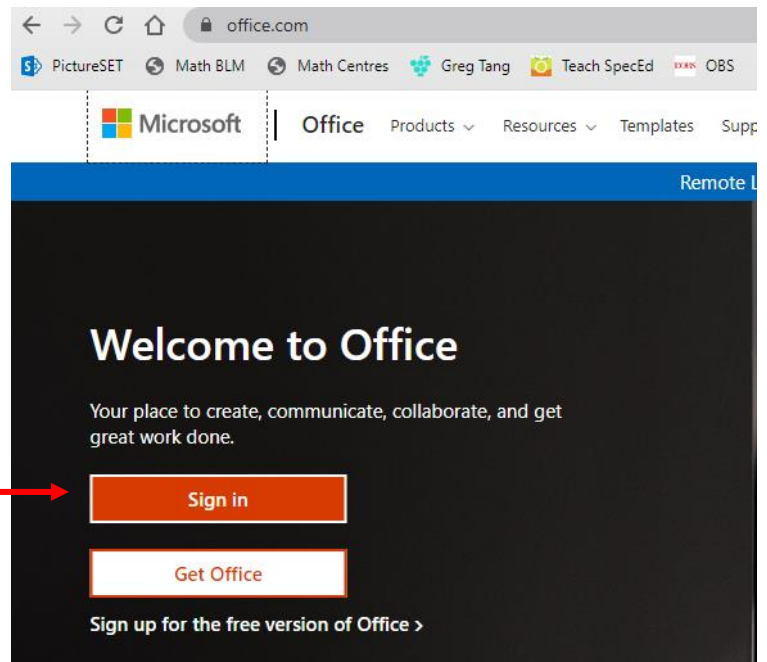 office.com
PictureSET Math BLM Math Centres Greg Tang Teach SpecEd OBS
Microsoft Office Products Resources Templates Supp
Remote L
Welcome to Office
Your place to create, communicate, collaborate, and get
great work done.
Sign in
Get Office
Sign up for the free version of Office >